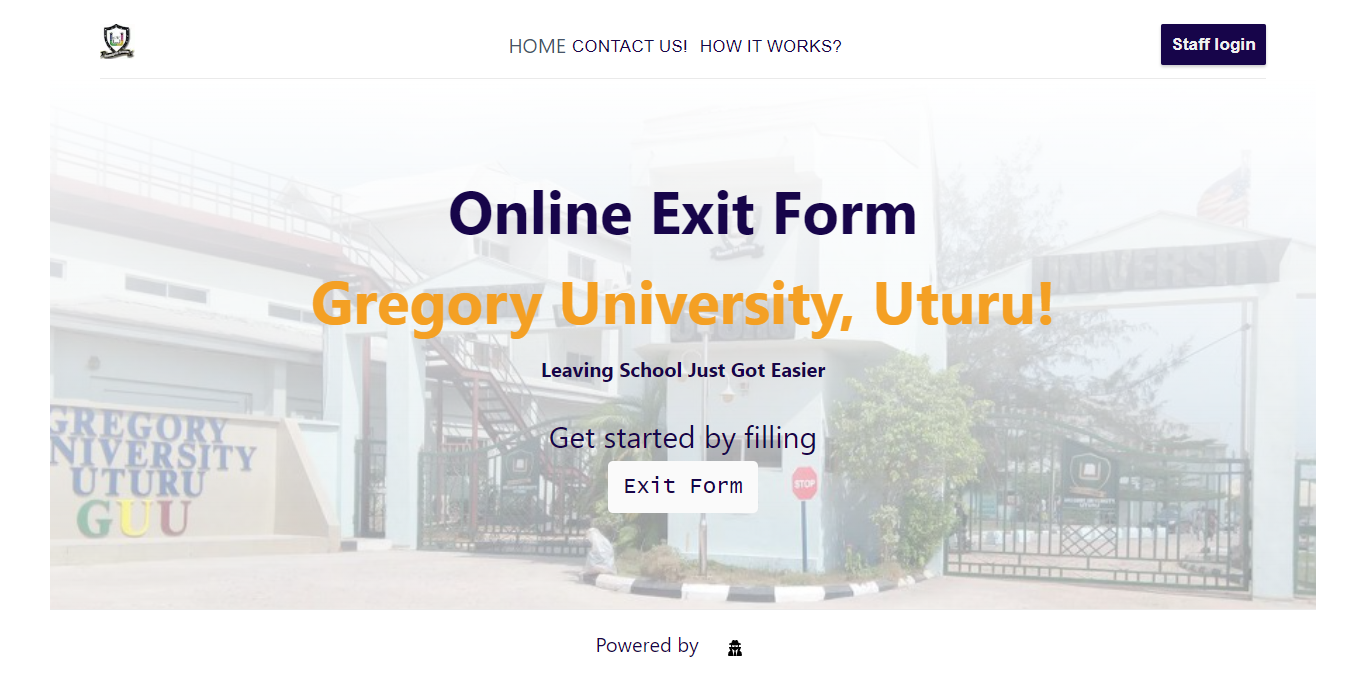 HOME CONTACT US! HOW IT WORKS?
Staff login
Online Exit Form
Gregory University, Uturu!
Leaving School Just Got Easier
Get started by filling
Exit Form
UNIVERSITY
GREGORY
UNIVERSITY
UTURU
GUU
STOP
Powered by